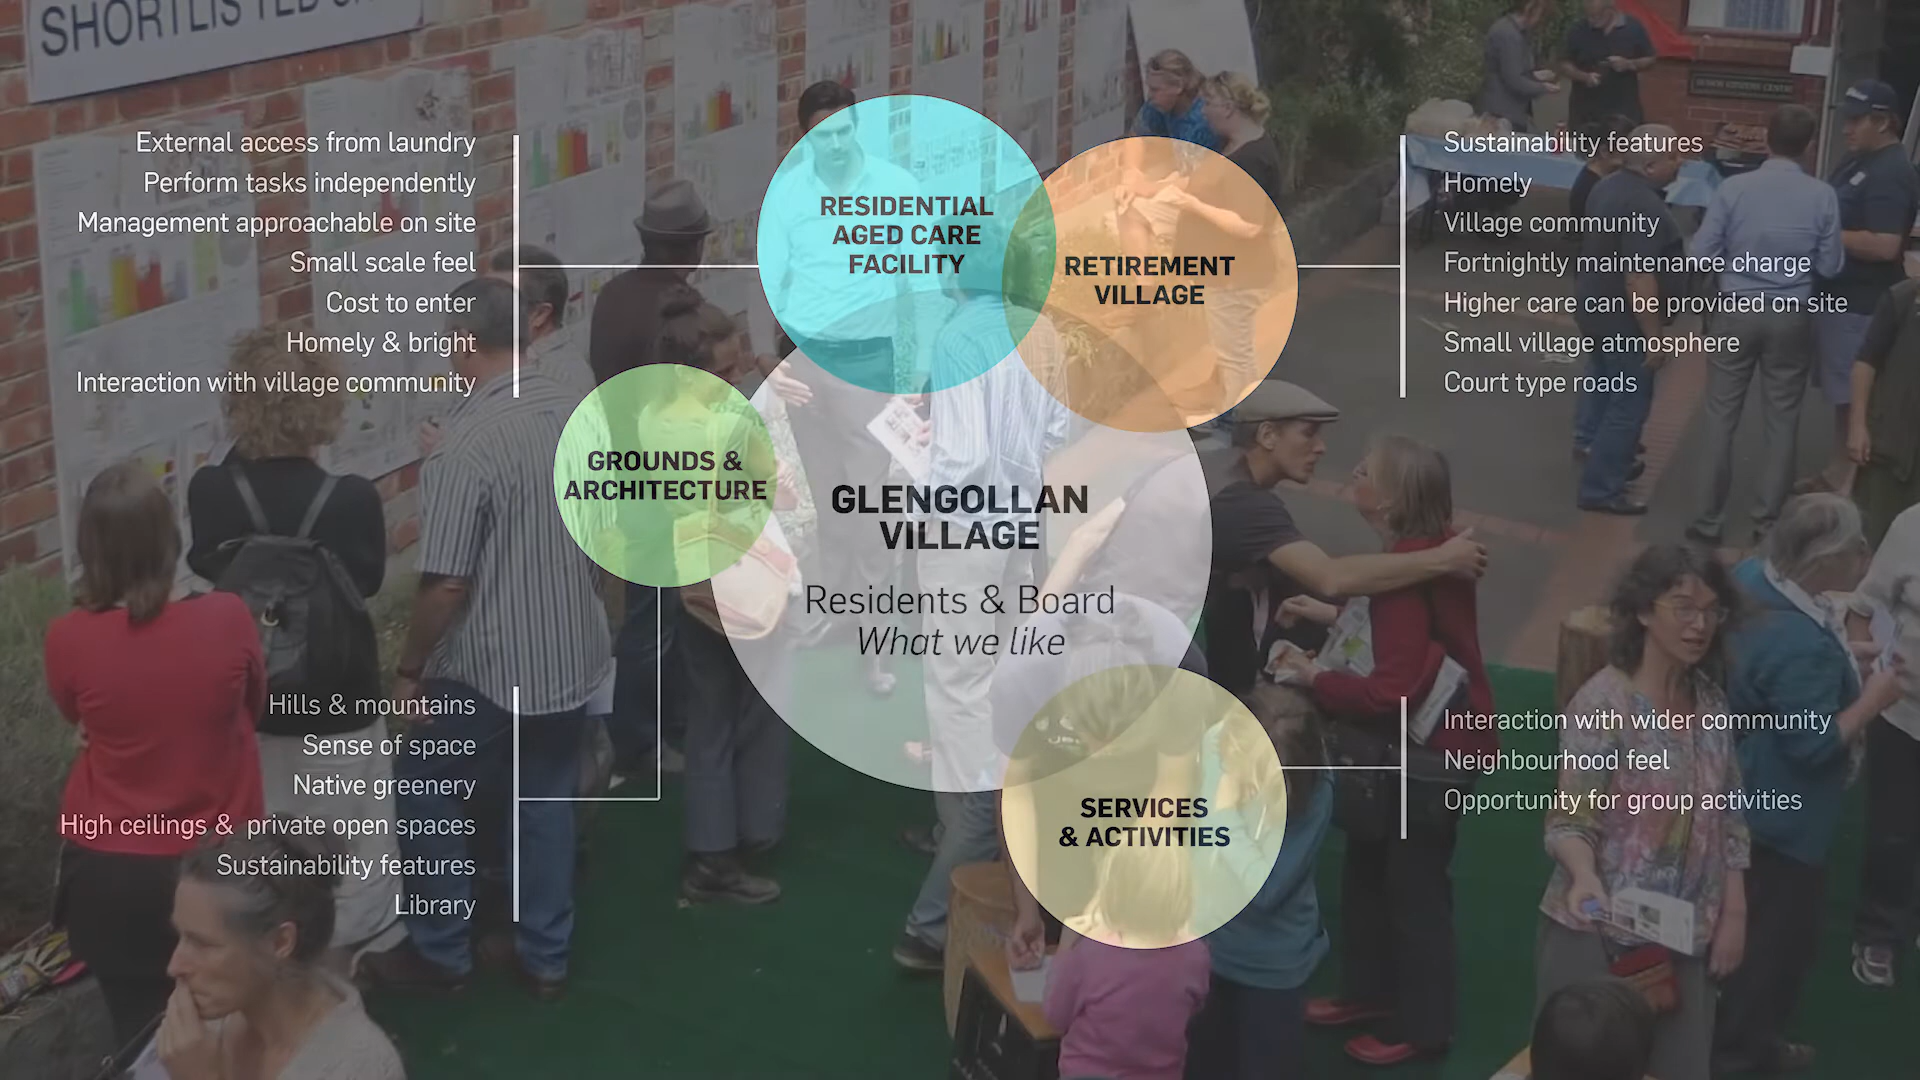 External access from laundry
Perform tasks independently
Management approachable on site
Small scale feel
Cost to enter
Homely & bright
Interaction with village community
RESIDENTIAL
AGED CARE
FACILITY
RETIREMENT
VILLAGE
Sustainability features
Homely
Village community
Fortnightly maintenance charge
Higher care can be provided on site
Small village atmosphere
Court type roads
GROUNDS &
ARCHITECTURE
GLENGOLLAN
VILLAGE
Residents & Board
What we like
Hills & mountains
Sense of space
Native greenery
High ceilings & private open spaces
Sustainability features
Library
SERVICES
& ACTIVITIES
Interaction with wider community
Neighbourhood feel
Opportunity for group activities